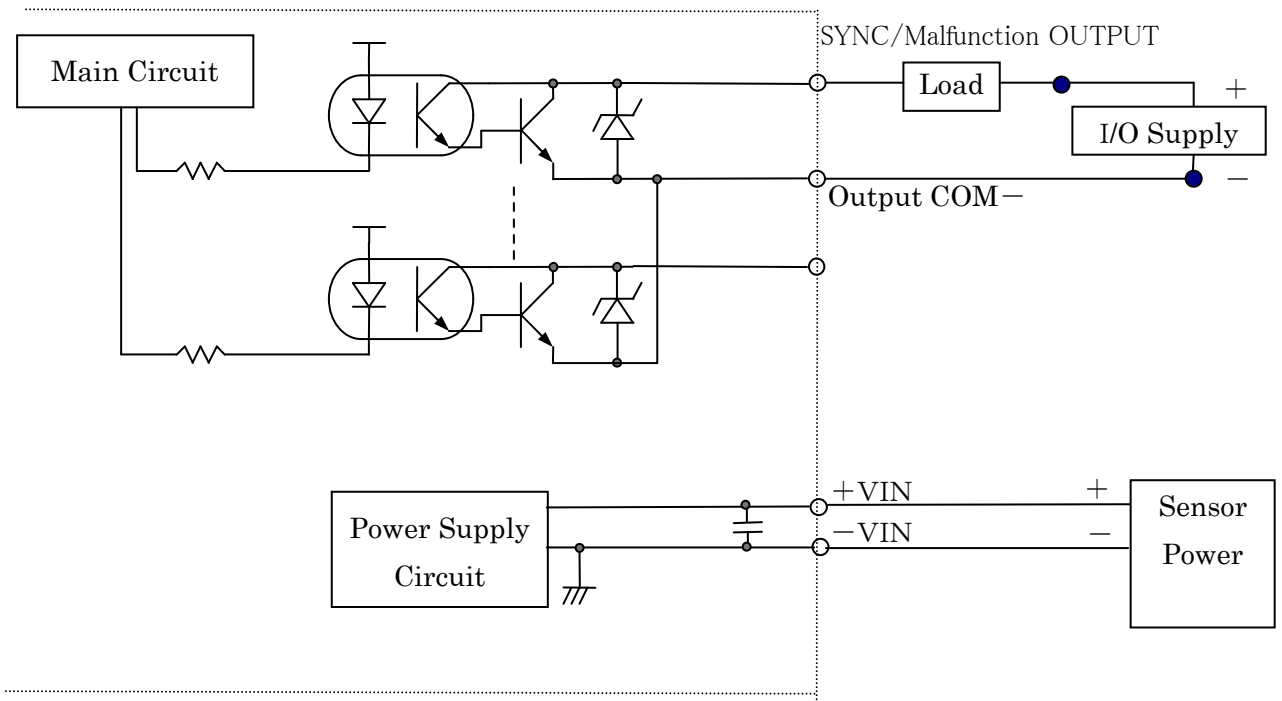 SYNC/Malfunction OUTPUT
Main Circuit
Load
+
I/O Supply
−
Output COM−
+VIN
+
−VIN
−
Sensor
Power
Power Supply
Circuit